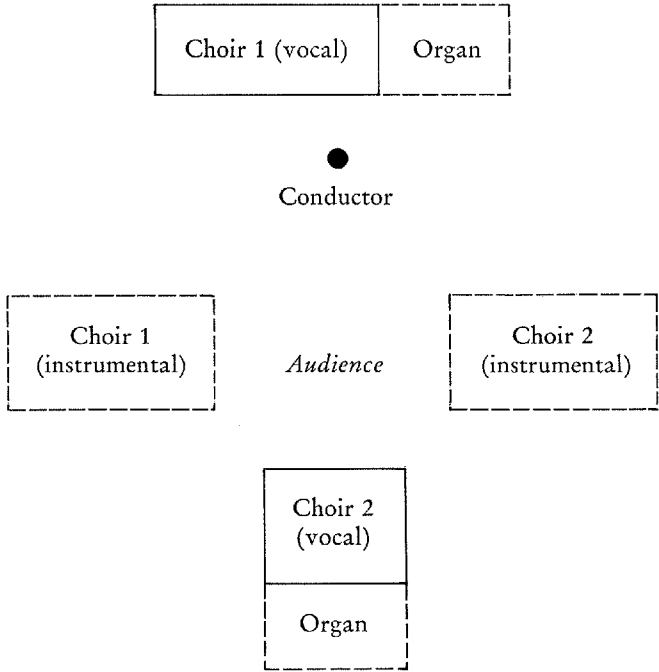 Choir 1 (vocal)
Organ
Conductor
Choir 1
(instrumental)
Audience
Choir 2
(instrumental)
Choir 2
(vocal)
Organ